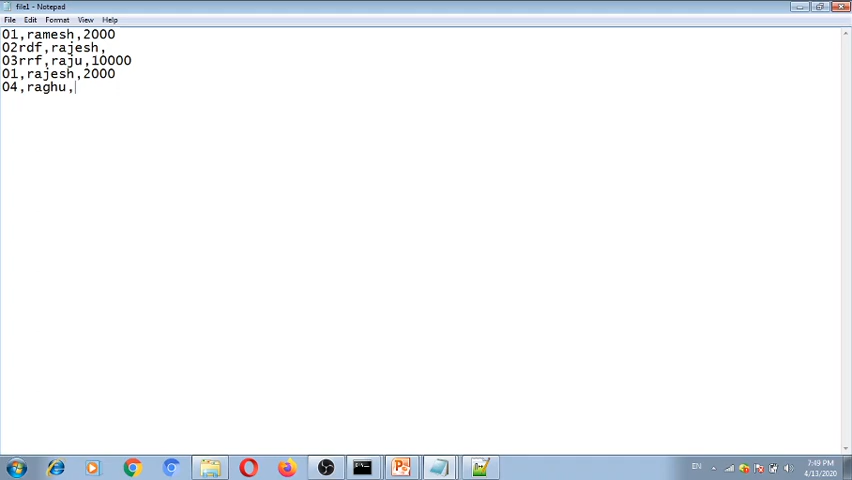 file1 - Notepad
File Edit Format View Help
01,ramesh,2000
02rdf,rajesh,
03rrf,raju,10000
01,rajesh,2000
04,raghu,
EN
7:49 PM
4/13/2020